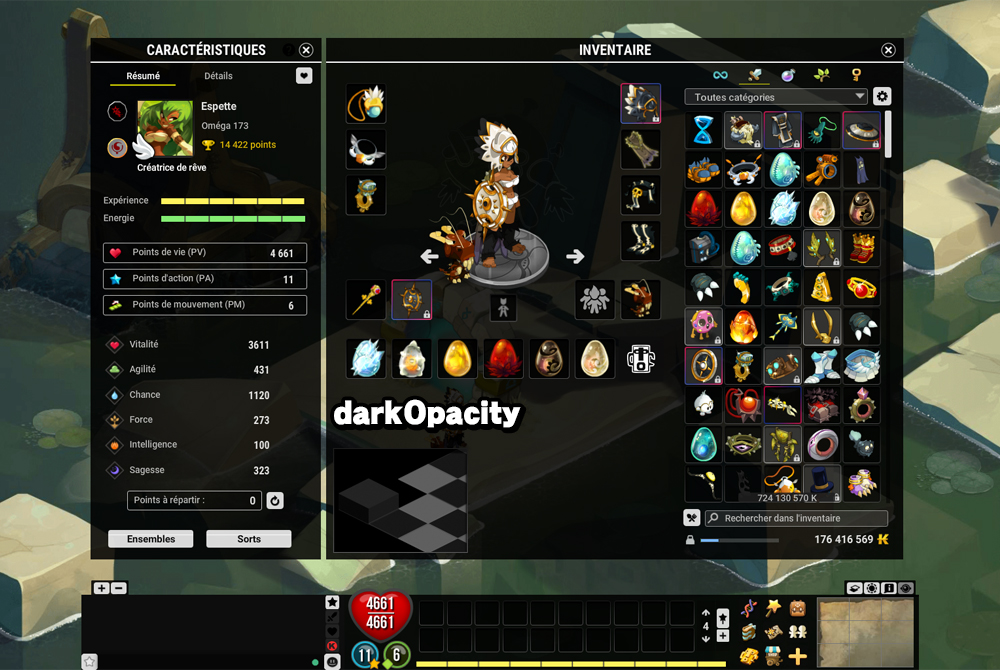 CARACTÉRISTIQUES
Résumé
Détails
Espette
Oméga 173
14 422 points
Créatrice de rêve
Expérience
Energie
Points de vie (PV) 4 661
Points d'action (PA) 11
Points de mouvement (PM) 6
Vitalité 3611
Agilité 431
Chance 1120
Force 273
Intelligence 100
Sagesse 323
Points à répartir : 0
Ensembles
Sorts
INVENTAIRE
Toutes catégories
darkOpacity
724 130 570 K
Rechercher dans l'inventaire
176 416 569 K
4661
4661
11
6
4